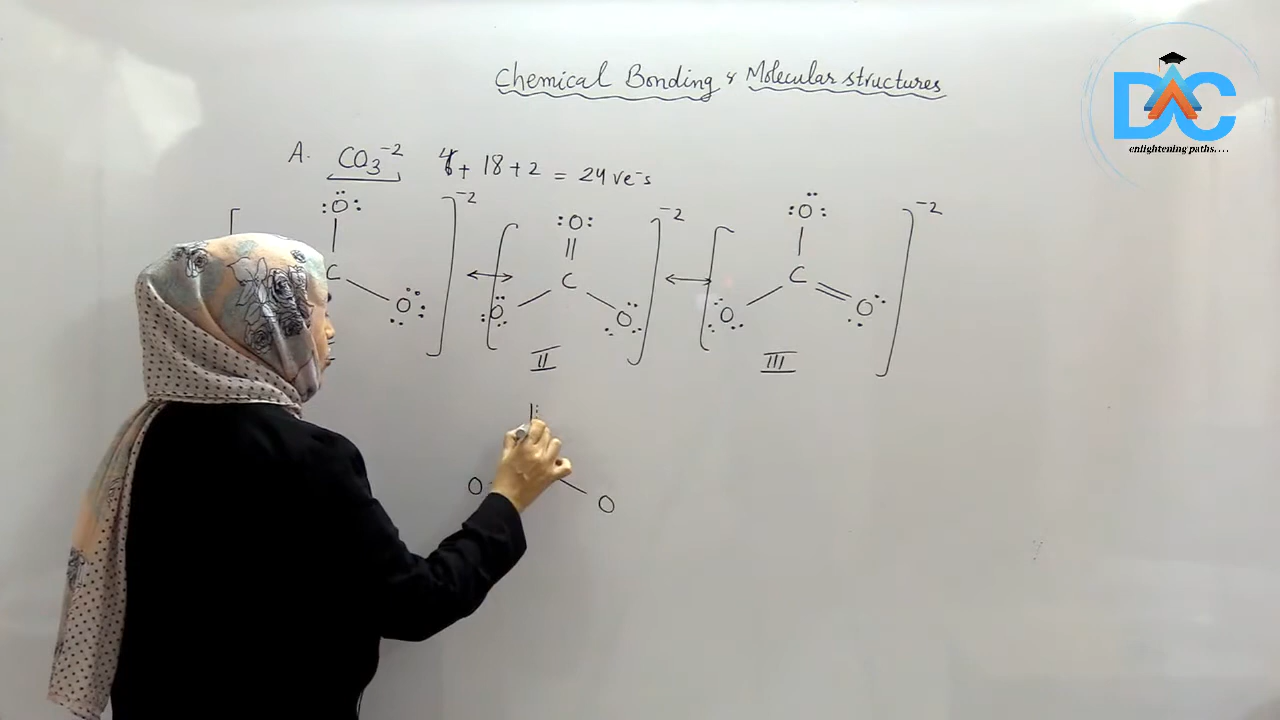 Chemical Bonding & Molecular structures
DAC
enlightening paths....
A. CO₃⁻² 4 + 18 + 2 = 24 ve⁻s
O ⁻² O ⁻² O ⁻²
C ↔ C ↔ C
O O O O O
II III
O O